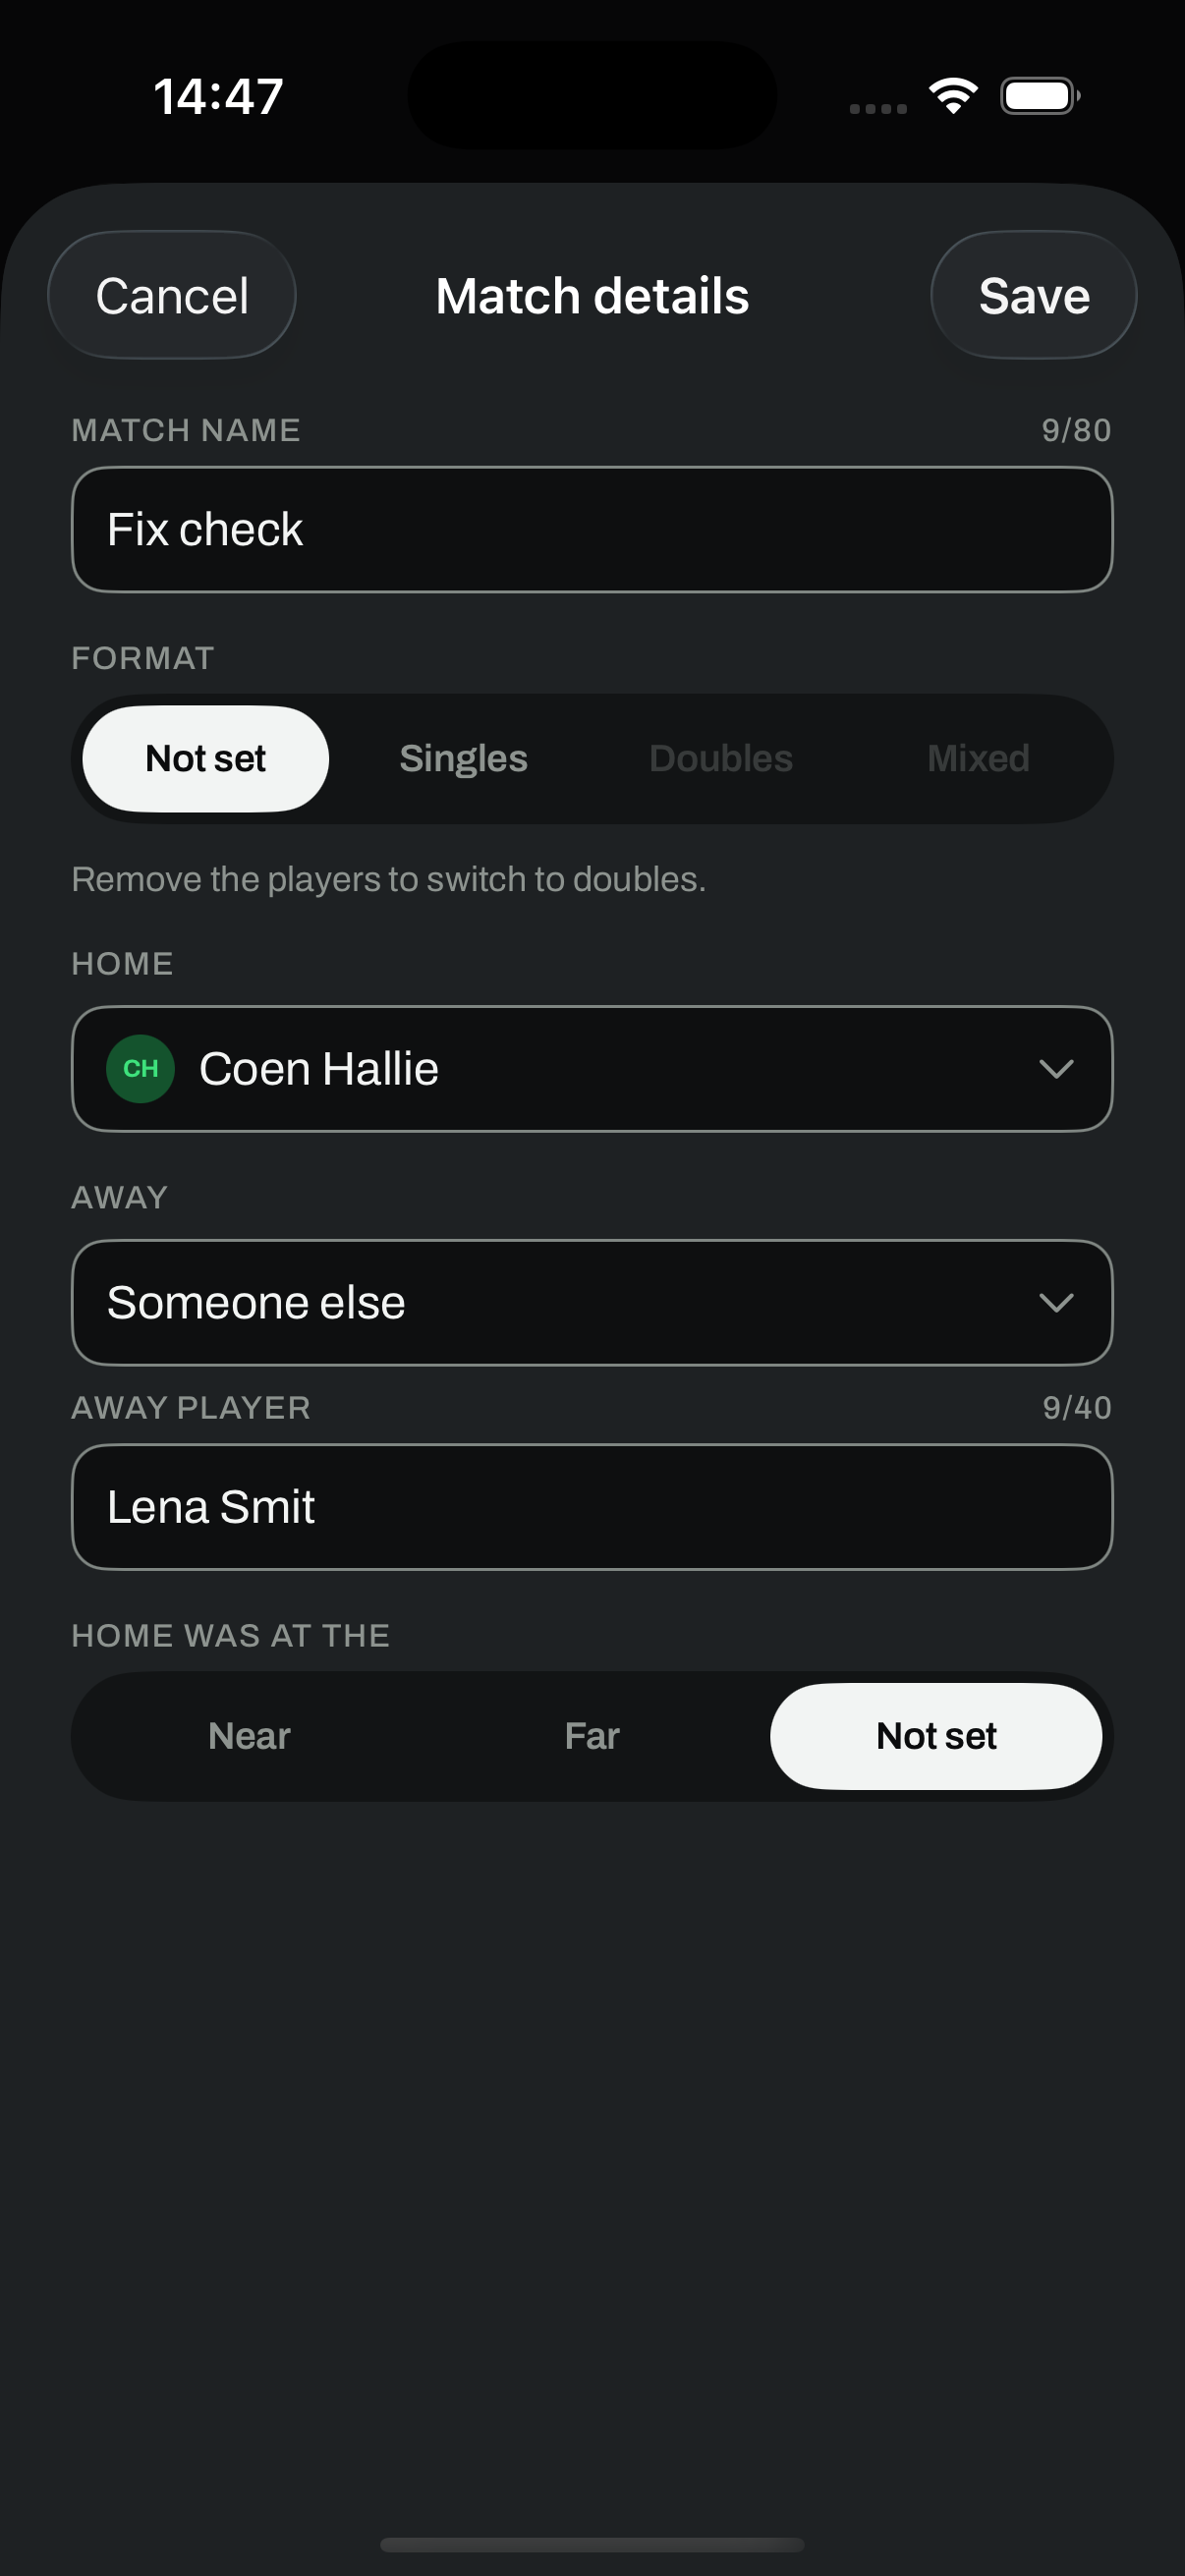 14:47
Cancel
Match details
Save
MATCH NAME
9/80
Fix check
FORMAT
Not set
Singles
Doubles
Mixed
Remove the players to switch to doubles.
HOME
CH
Coen Hallie
AWAY
Someone else
AWAY PLAYER
9/40
Lena Smit
HOME WAS AT THE
Near
Far
Not set